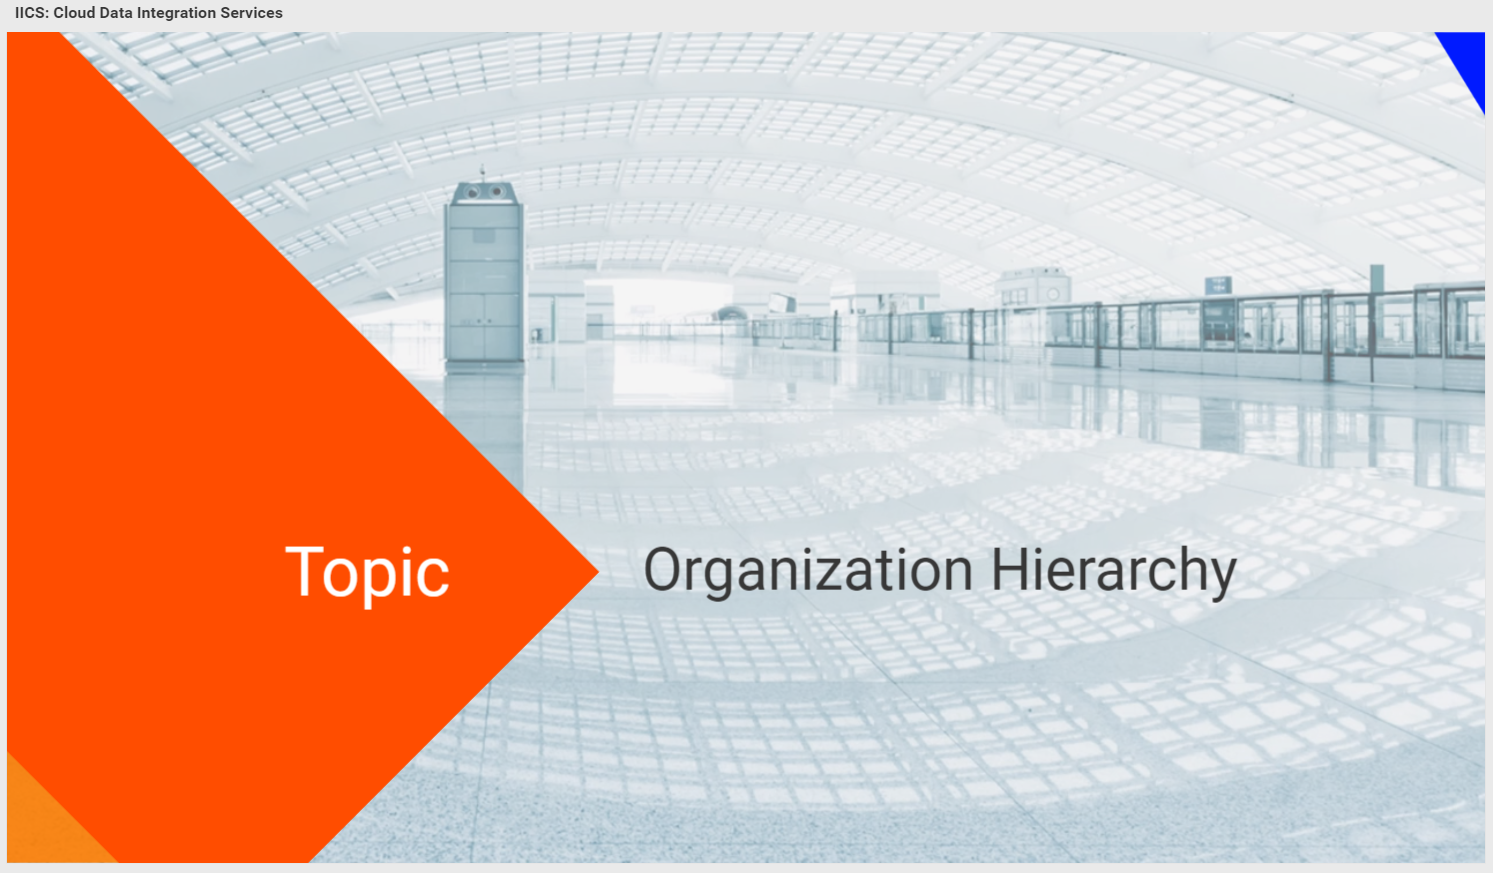 IICS: Cloud Data Integration Services
Topic
Organization Hierarchy